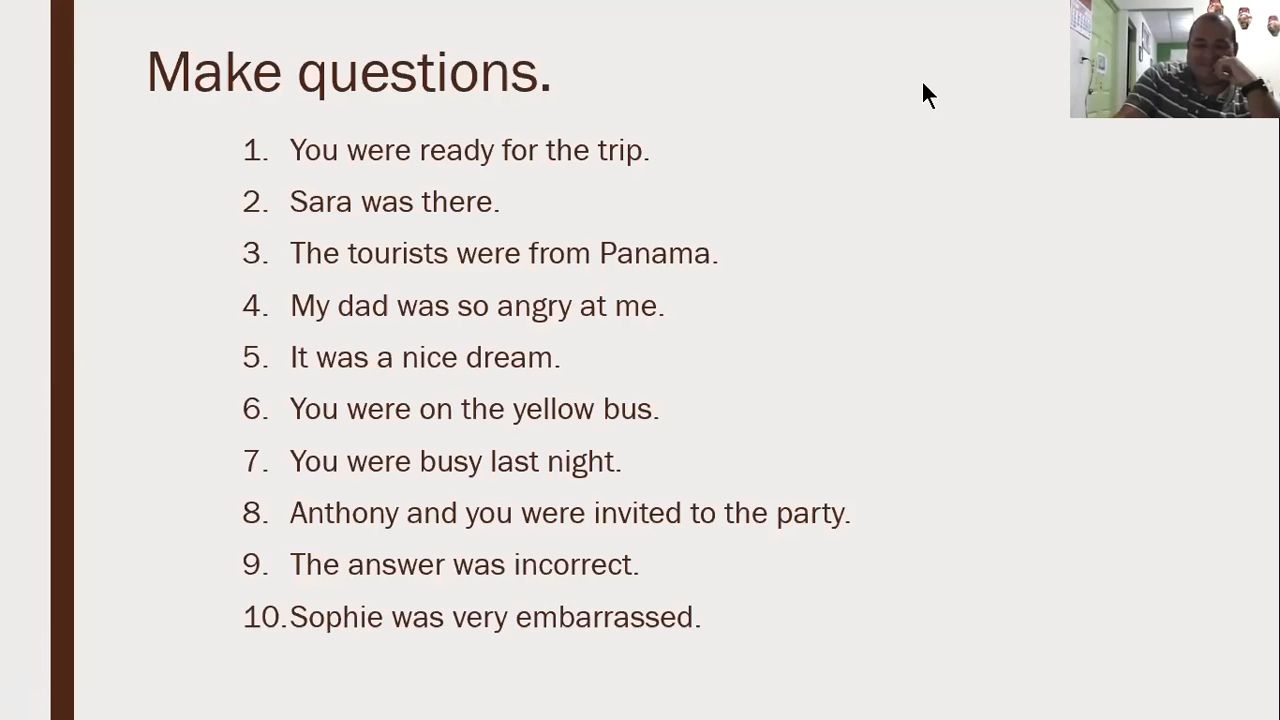 Make questions.
1. You were ready for the trip.
2. Sara was there.
3. The tourists were from Panama.
4. My dad was so angry at me.
5. It was a nice dream.
6. You were on the yellow bus.
7. You were busy last night.
8. Anthony and you were invited to the party.
9. The answer was incorrect.
10. Sophie was very embarrassed.